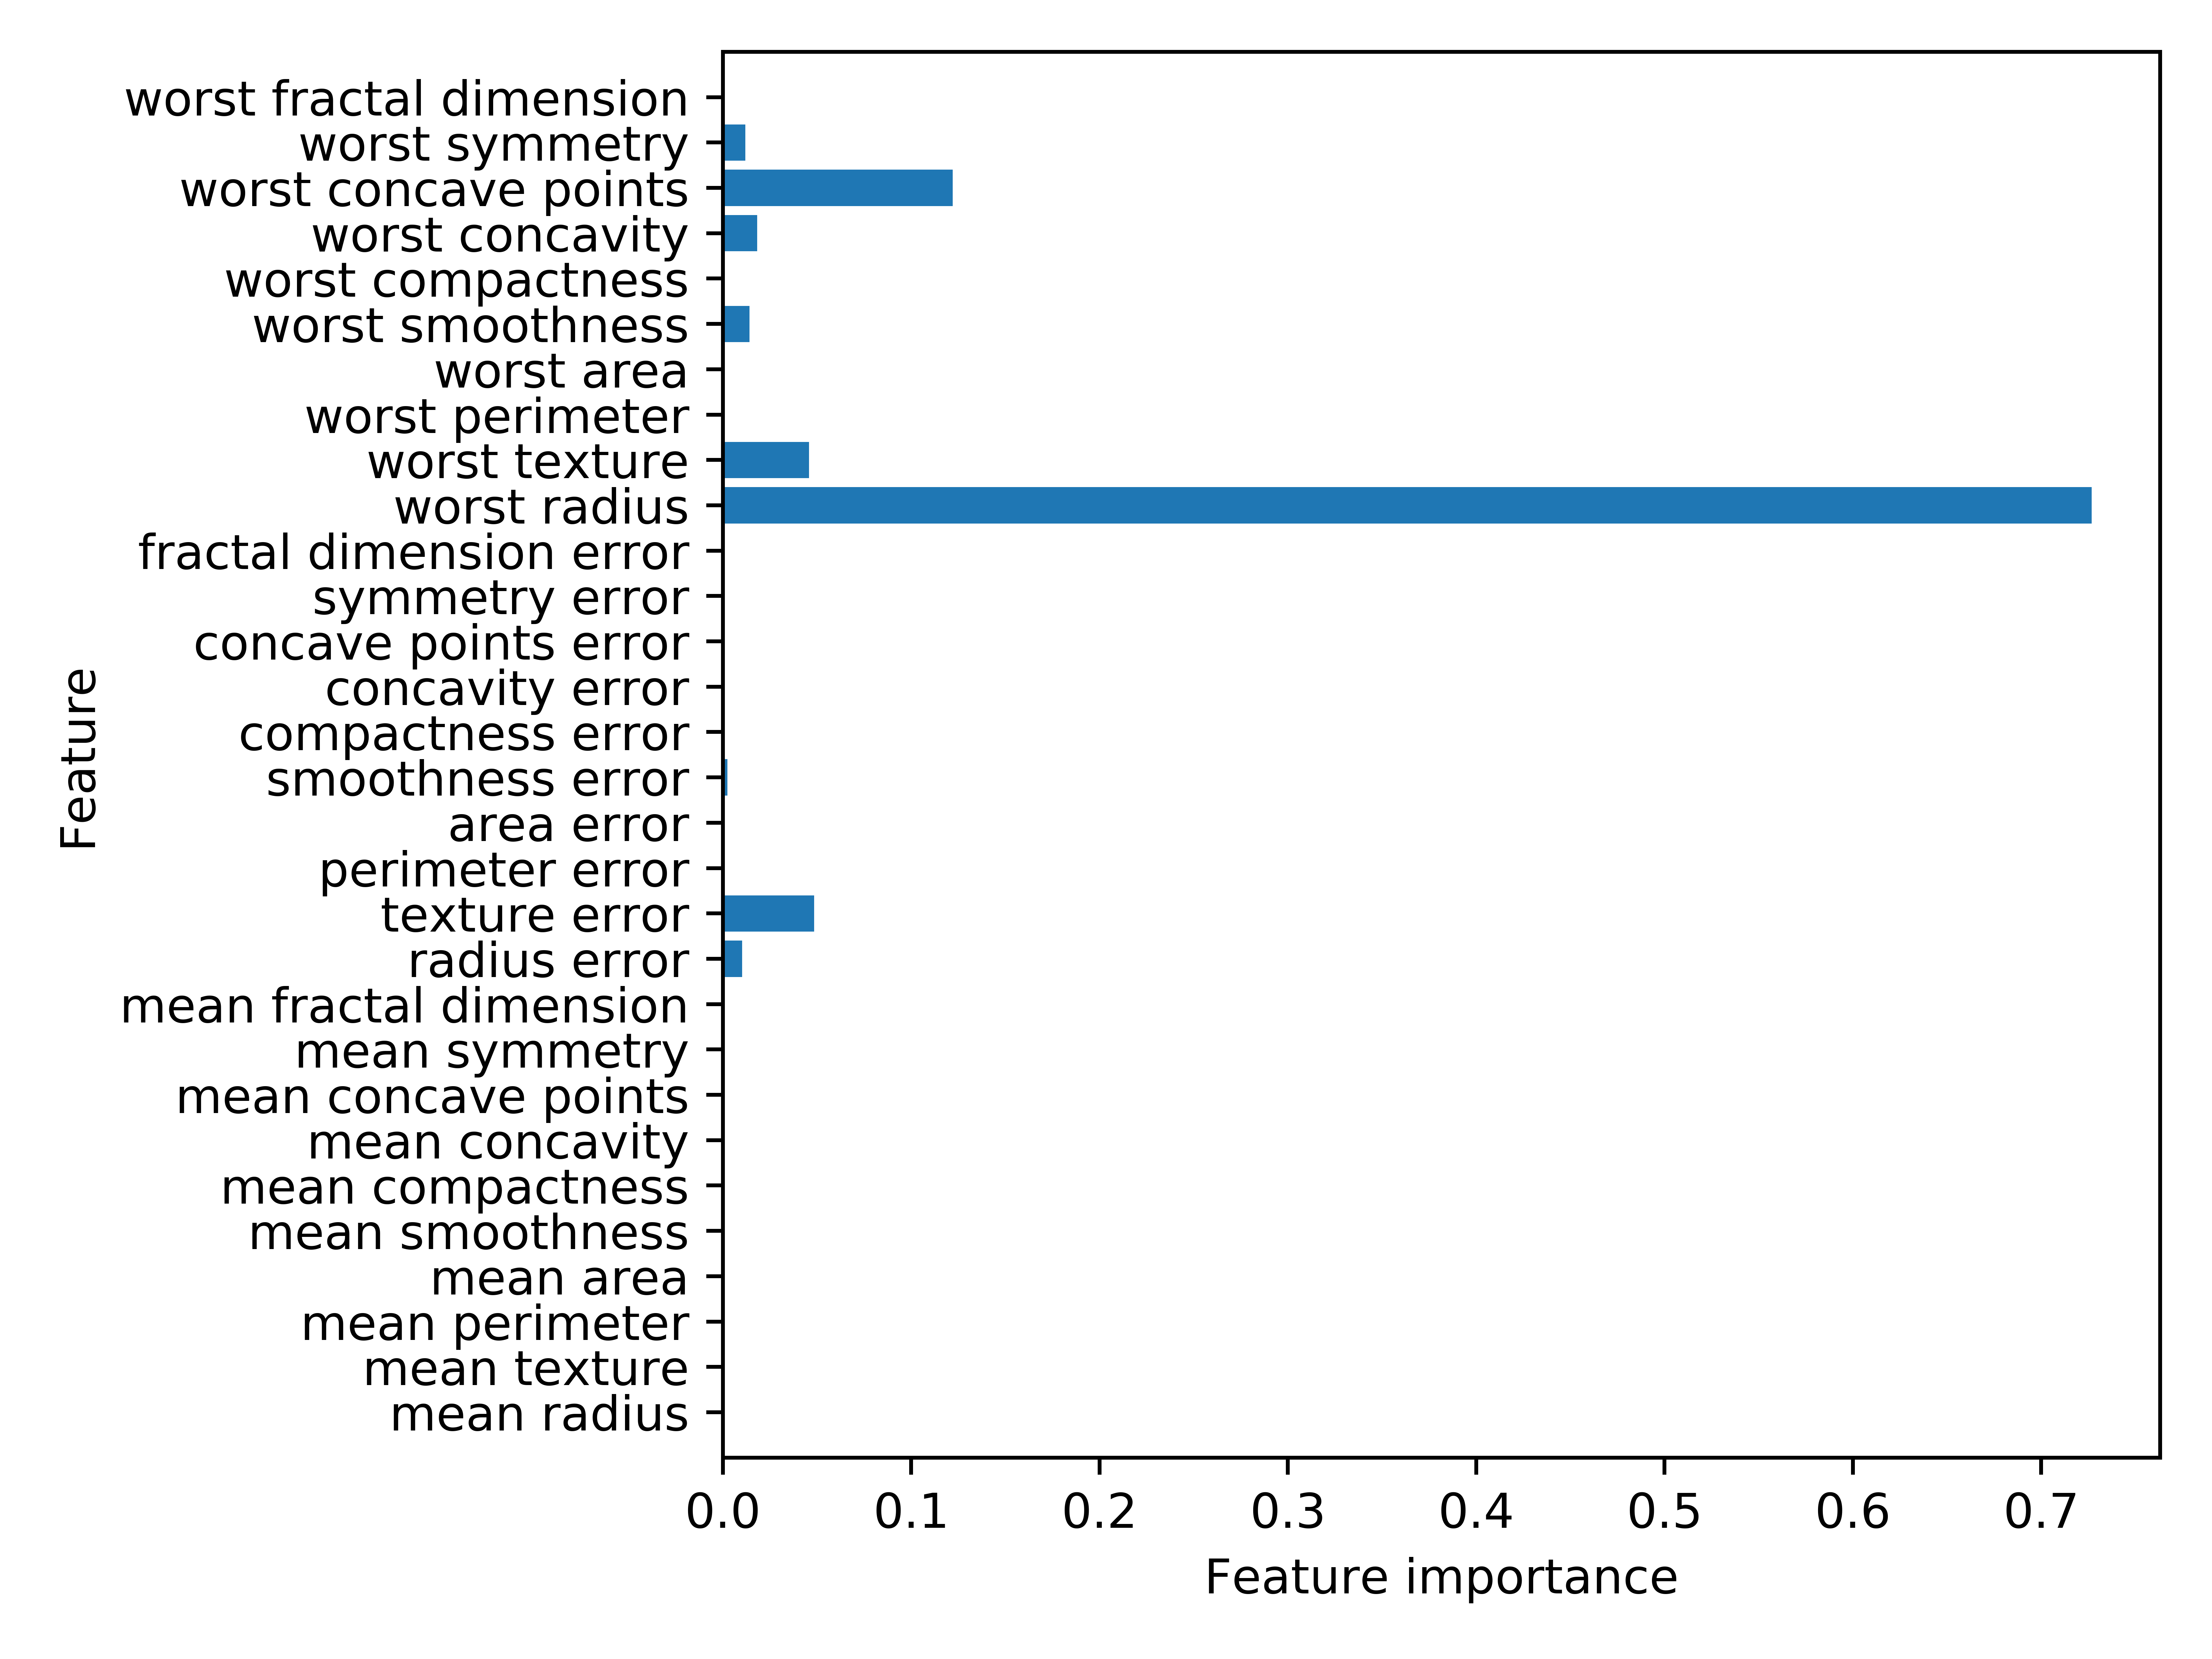 worst fractal dimension
worst symmetry
worst concave points
worst concavity
worst compactness
worst smoothness
worst area
worst perimeter
worst texture
worst radius
fractal dimension error
symmetry error
concave points error
concavity error
compactness error
smoothness error
area error
perimeter error
texture error
radius error
mean fractal dimension
mean symmetry
mean concave points
mean concavity
mean compactness
mean smoothness
mean area
mean perimeter
mean texture
mean radius
Feature
0.0 0.1 0.2 0.3 0.4 0.5 0.6 0.7
Feature importance